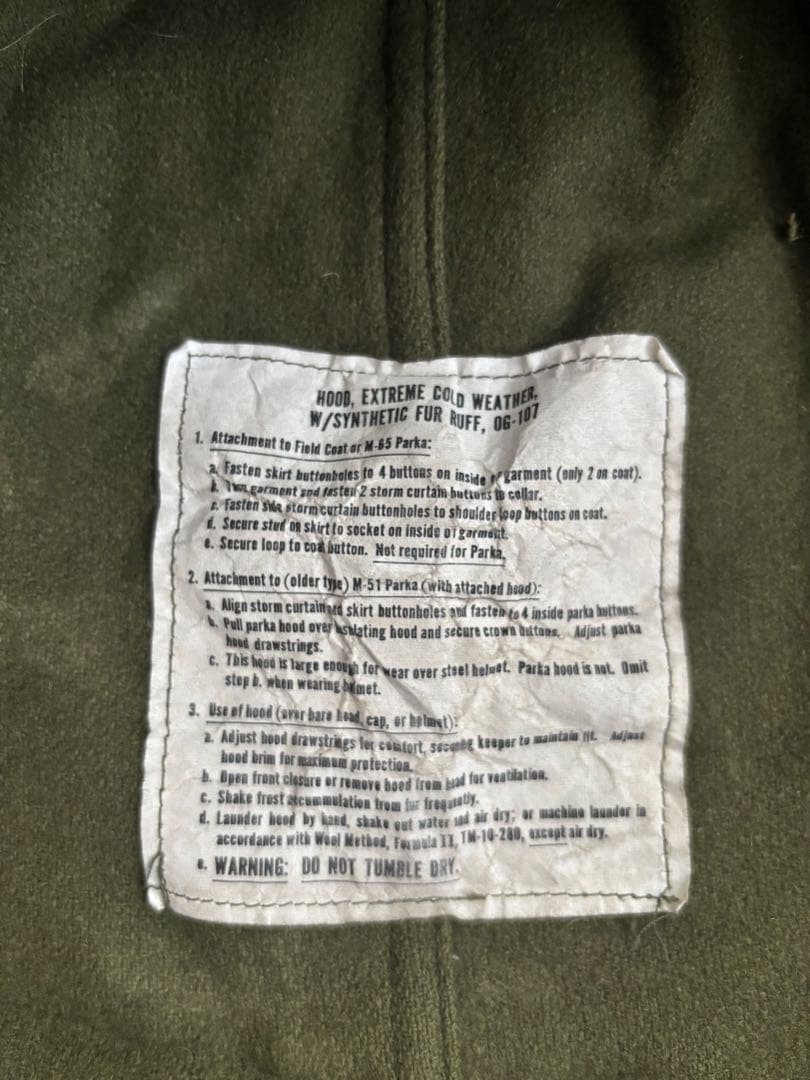 HOOD, EXTREME COLD WEATHER,
W/SYNTHETIC FUR RUFF, OG-107
1. Attachment to Field Coat or M-65 Parka:
a. Fasten skirt buttonholes to 4 buttons on inside of garment (only 2 on coat).
b. Turn garment and fasten 2 storm curtain buttons to collar.
c. Fasten side storm curtain buttonholes to shoulder loop buttons on coat.
d. Secure stud on skirt to socket on inside of garment.
e. Secure loop to coat button. Not required for Parka.
2. Attachment to (older type) M-51 Parka (with attached hood):
a. Align storm curtain and skirt buttonholes and fasten to 4 inside parka buttons.
b. Pull parka hood over insulating hood and secure crown buttons. Adjust parka
hood drawstrings.
c. This hood is large enough for wear over steel helmet. Parka hood is not. Omit
step b. when wearing helmet.
3. Use of hood (over bare head, cap, or helmet):
a. Adjust hood drawstrings for comfort, securing keeper to maintain fit. Adjust
hood brim for maximum protection.
b. Open front closure or remove hood from head for ventilation.
c. Shake frost accummulation from fur frequently.
d. Launder hood by hand, shake out water and air dry; or machine launder in
accordance with Wool Method, Formula II, TM-10-280, except air dry.
e. WARNING: DO NOT TUMBLE DRY.